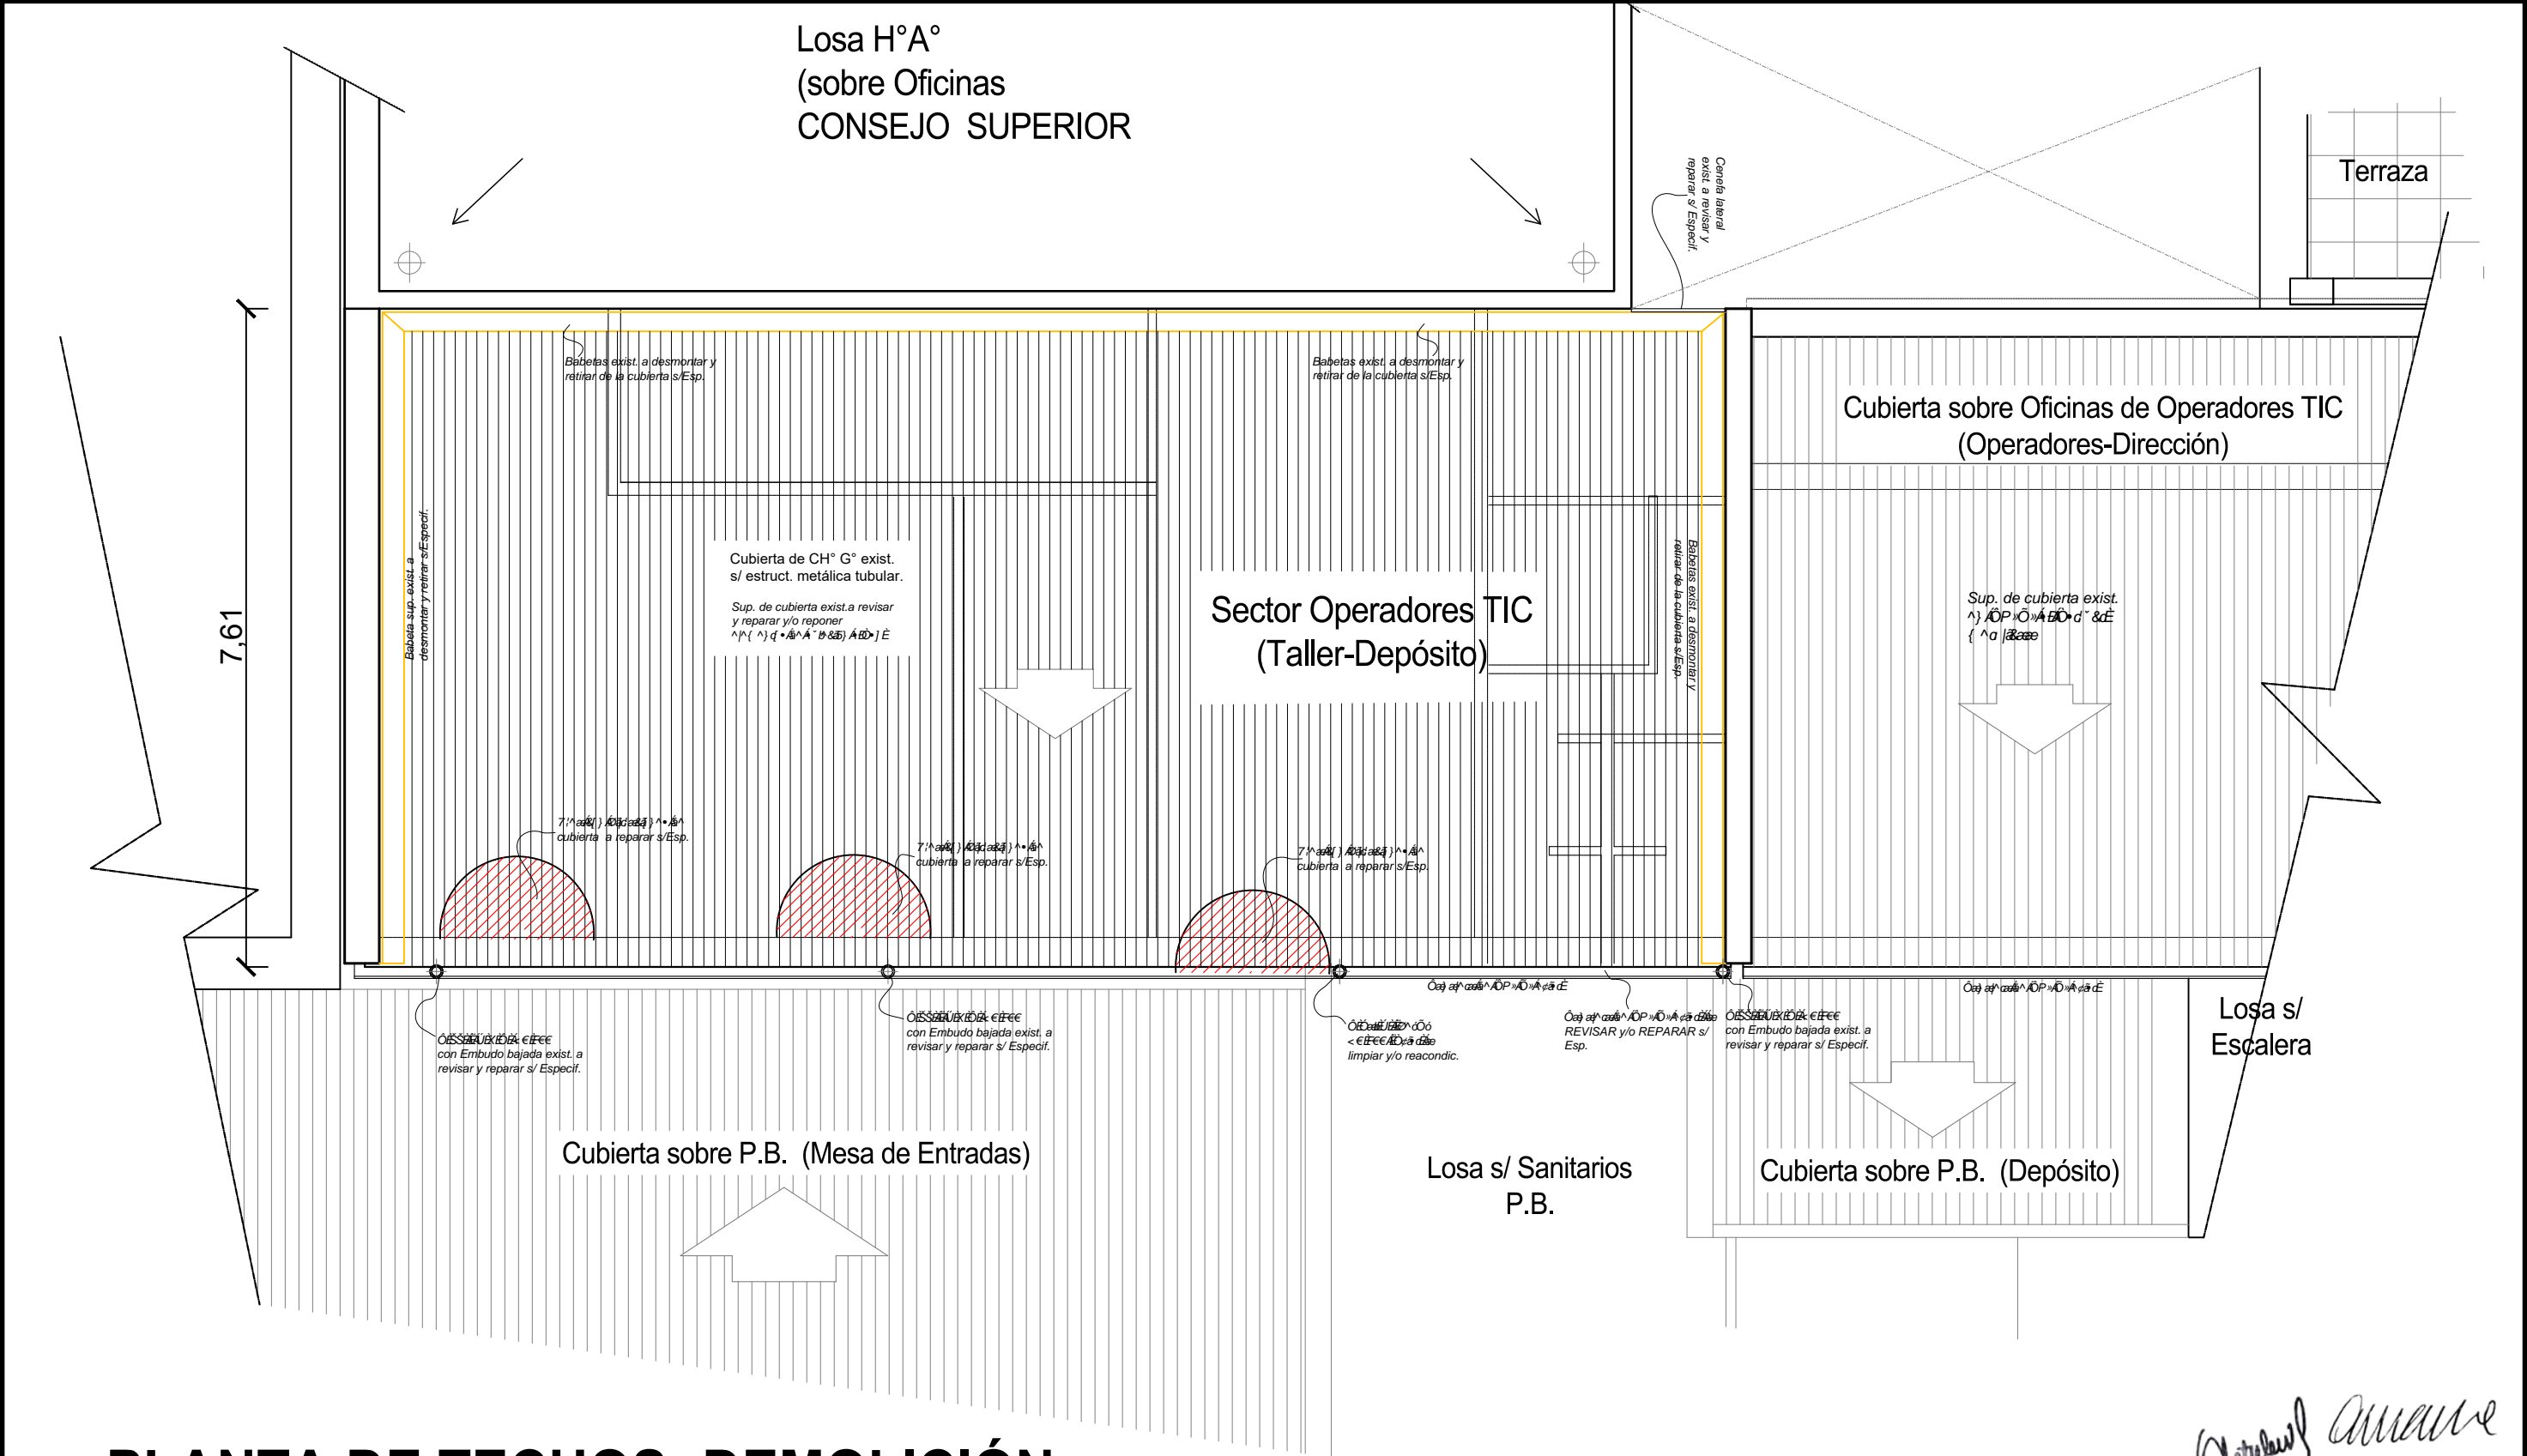 Losa H°A°
(sobre Oficinas
CONSEJO SUPERIOR
Cenefa lateral
exist. a revisar y
reparar s/ Especif.
Terraza
Babetas exist. a desmontar y
retirar de la cubierta s/Esp.
Babetas exist. a desmontar y
retirar de la cubierta s/Esp.
Cubierta sobre Oficinas de Operadores TIC
(Operadores-Dirección)
7,61
Babeta sup. exist. a
desmontar y retirar s/Especif.
Cubierta de CH° G° exist.
s/ estruct. metálica tubular.
Sup. de cubierta exist.a revisar
y reparar y/o reponer
Sector Operadores TIC
(Taller-Depósito)
Babetas exist. a desmontar y
retirar de la cubierta s/Esp.
Sup. de cubierta exist.
cubierta a reparar s/Esp.
cubierta a reparar s/Esp.
cubierta a reparar s/Esp.
con Embudo bajada exist. a
revisar y reparar s/ Especif.
con Embudo bajada exist. a
revisar y reparar s/ Especif.
limpiar y/o reacondic.
REVISAR y/o REPARAR s/
Esp.
con Embudo bajada exist. a
revisar y reparar s/ Especif.
Losa s/
Escalera
Cubierta sobre P.B. (Mesa de Entradas)
Losa s/ Sanitarios
P.B.
Cubierta sobre P.B. (Depósito)
PLANTA DE TECHOS- DEMOLICIÓN